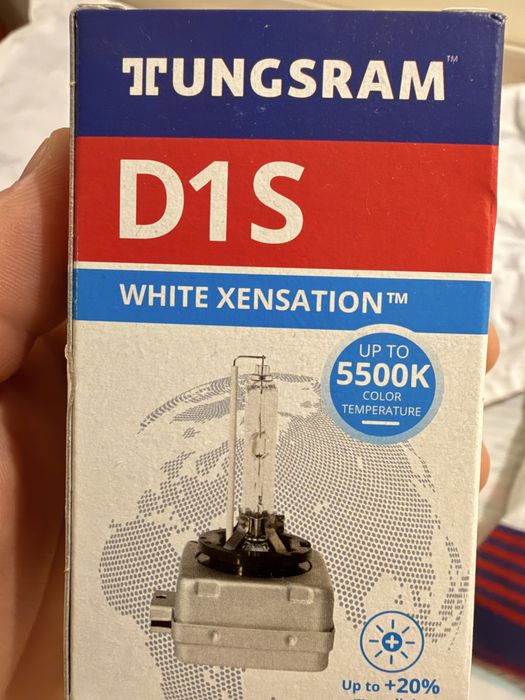 TUNGSRAM™
D1S
WHITE XENSATION™
UP TO
5500K
COLOR
TEMPERATURE
Up to +20%